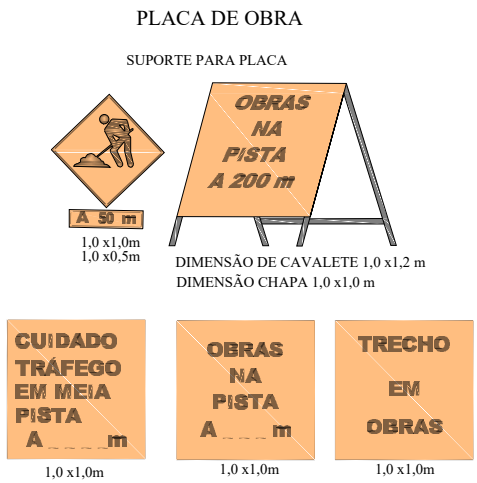 PLACA DE OBRA
SUPORTE PARA PLACA
OBRAS
NA
PISTA
A 200 m
A 50 m
1,0 x1,0m
1,0 x0,5m
DIMENSÃO DE CAVALETE 1,0 x1,2 m
DIMENSÃO CHAPA 1,0 x1,0 m
CUIDADO
TRÁFEGO
EM MEIA
PISTA
A _ _ _ _ m
1,0 x1,0m
OBRAS
NA
PISTA
A _ _ _ m
1,0 x1,0m
TRECHO
EM
OBRAS
1,0 x1,0m